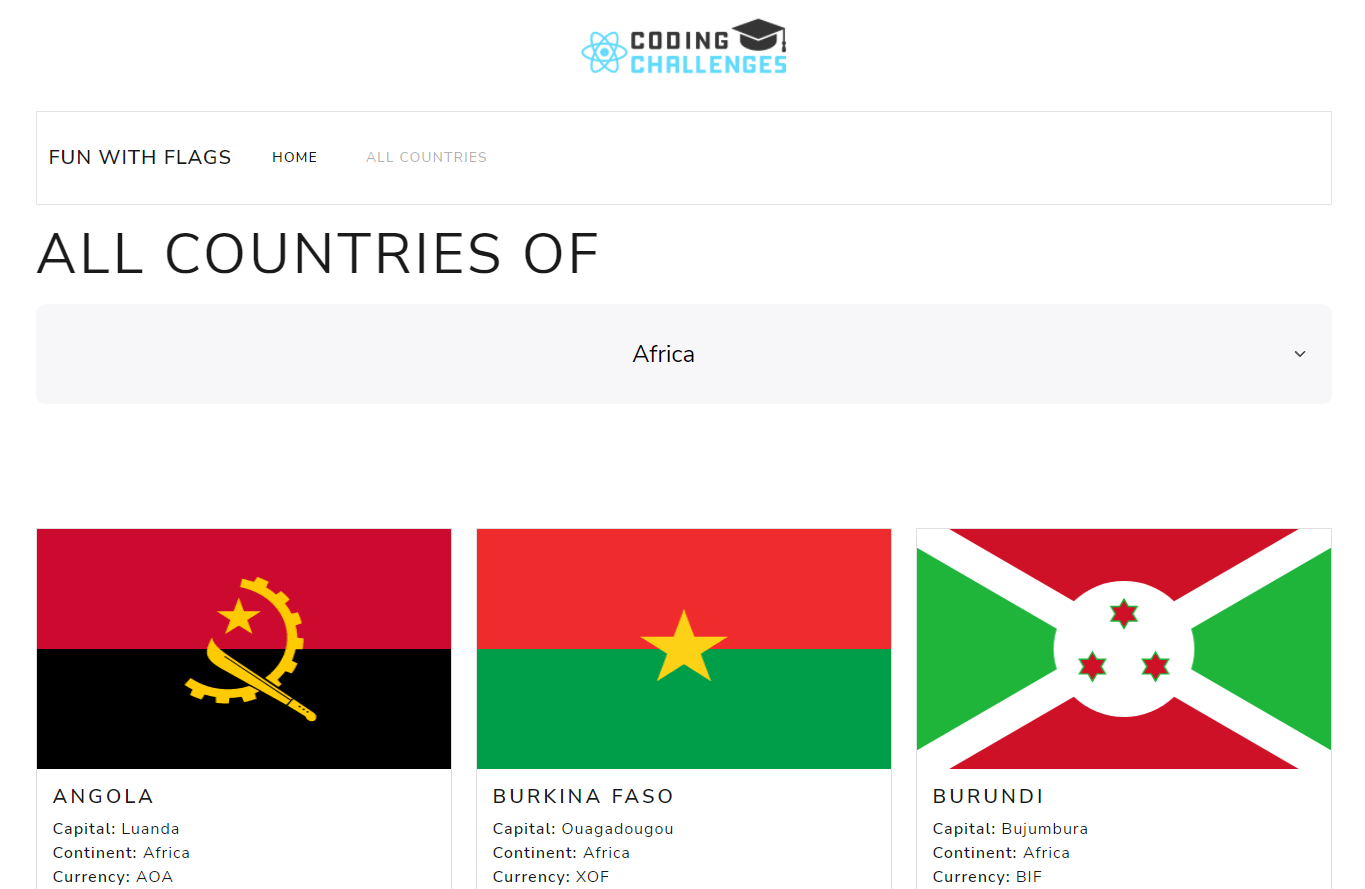 CODING
CHALLENGES
FUN WITH FLAGS HOME ALL COUNTRIES
ALL COUNTRIES OF
Africa
ANGOLA
Capital: Luanda
Continent: Africa
Currency: AOA
BURKINA FASO
Capital: Ouagadougou
Continent: Africa
Currency: XOF
BURUNDI
Capital: Bujumbura
Continent: Africa
Currency: BIF